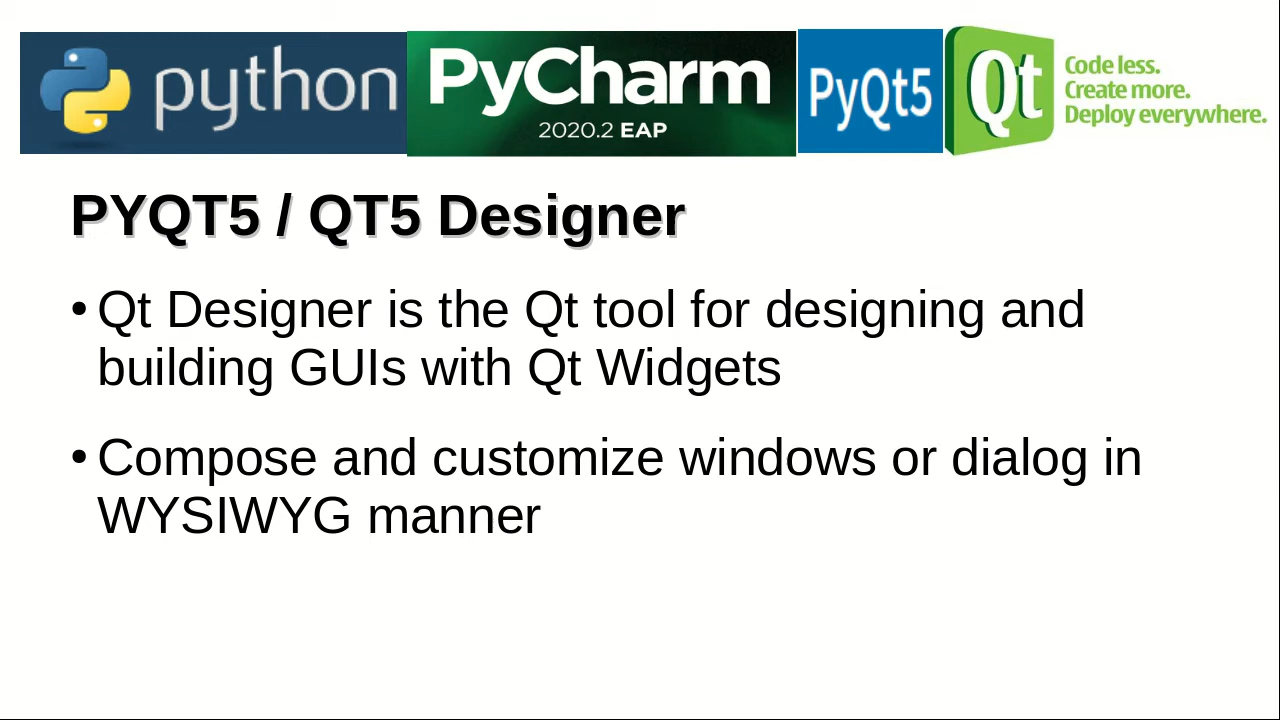 python
PyCharm
2020.2 EAP
PyQt5
Qt
Code less.
Create more.
Deploy everywhere.
PYQT5 / QT5 Designer
• Qt Designer is the Qt tool for designing and
building GUIs with Qt Widgets
• Compose and customize windows or dialog in
WYSIWYG manner